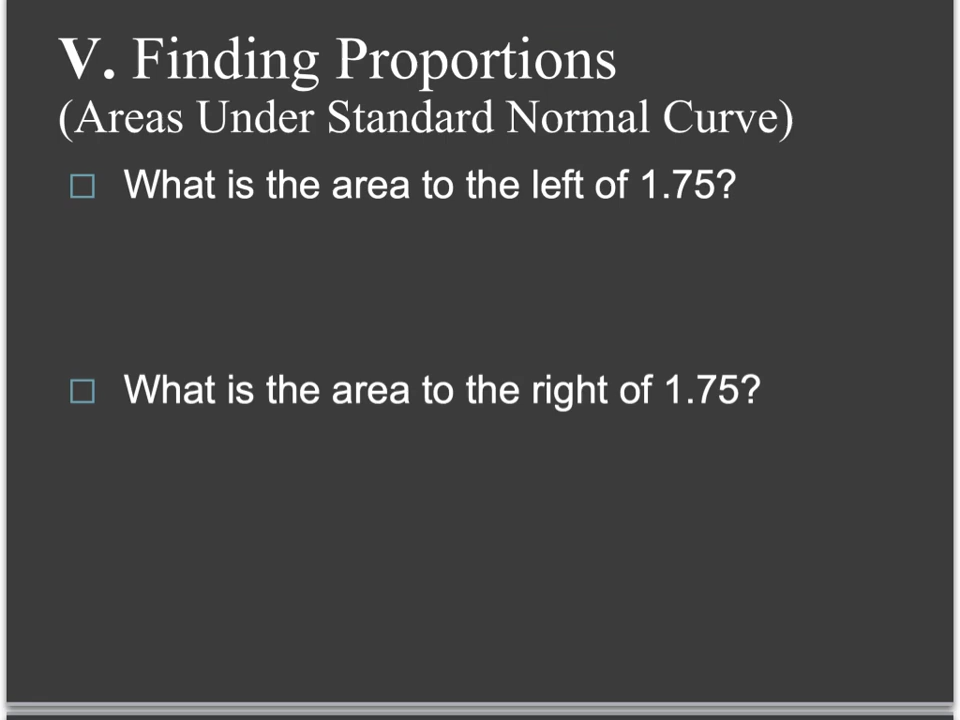 V. Finding Proportions
(Areas Under Standard Normal Curve)
What is the area to the left of 1.75?
What is the area to the right of 1.75?